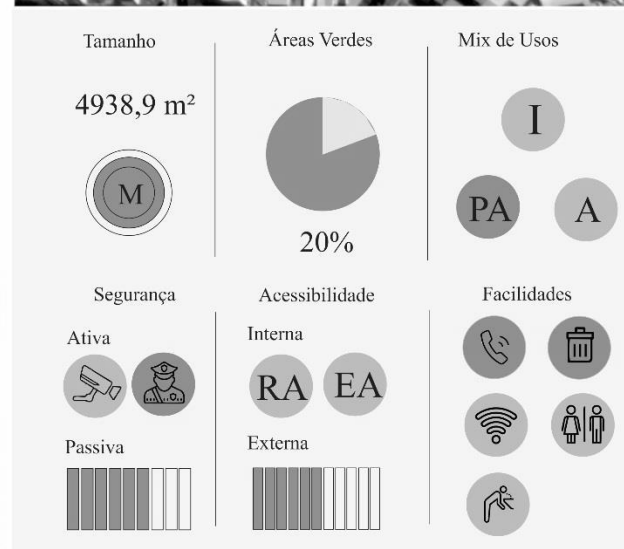 Tamanho
4938,9 m²
M
Áreas Verdes
20%
Mix de Usos
I
PA
A
Segurança
Ativa
Passiva
Acessibilidade
Interna
RA
EA
Externa
Facilidades